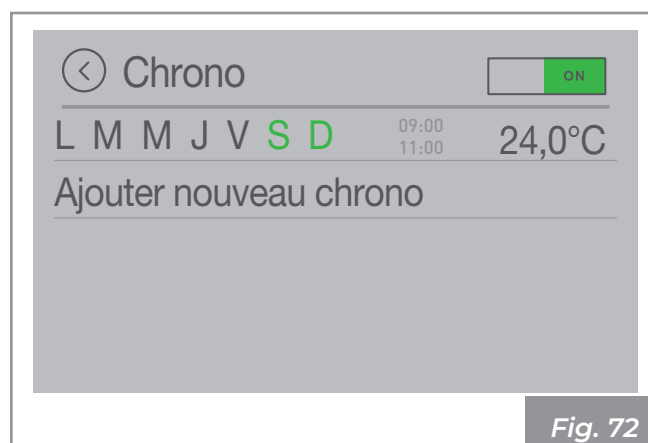 Chrono ON
L M M J V S D 09:00 24,0°C
11:00
Ajouter nouveau chrono
Fig. 72